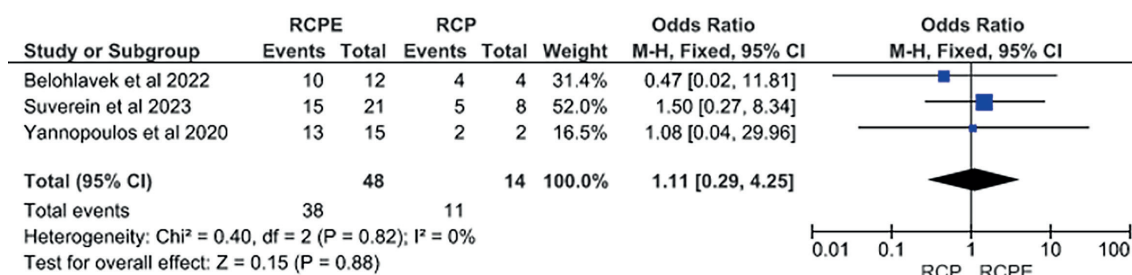 RCPE RCP Odds Ratio Odds Ratio
Study or Subgroup Events Total Events Total Weight M-H, Fixed, 95% CI M-H, Fixed, 95% CI
Belohlavek et al 2022 10 12 4 4 31.4% 0.47 [0.02, 11.81]
Suverein et al 2023 15 21 5 8 52.0% 1.50 [0.27, 8.34]
Yannopoulos et al 2020 13 15 2 2 16.5% 1.08 [0.04, 29.96]
Total (95% CI) 48 14 100.0% 1.11 [0.29, 4.25]
Total events 38 11
Heterogeneity: Chi² = 0.40, df = 2 (P = 0.82); I² = 0%
Test for overall effect: Z = 0.15 (P = 0.88)
0.01 0.1 1 10 100
RCP RCPE